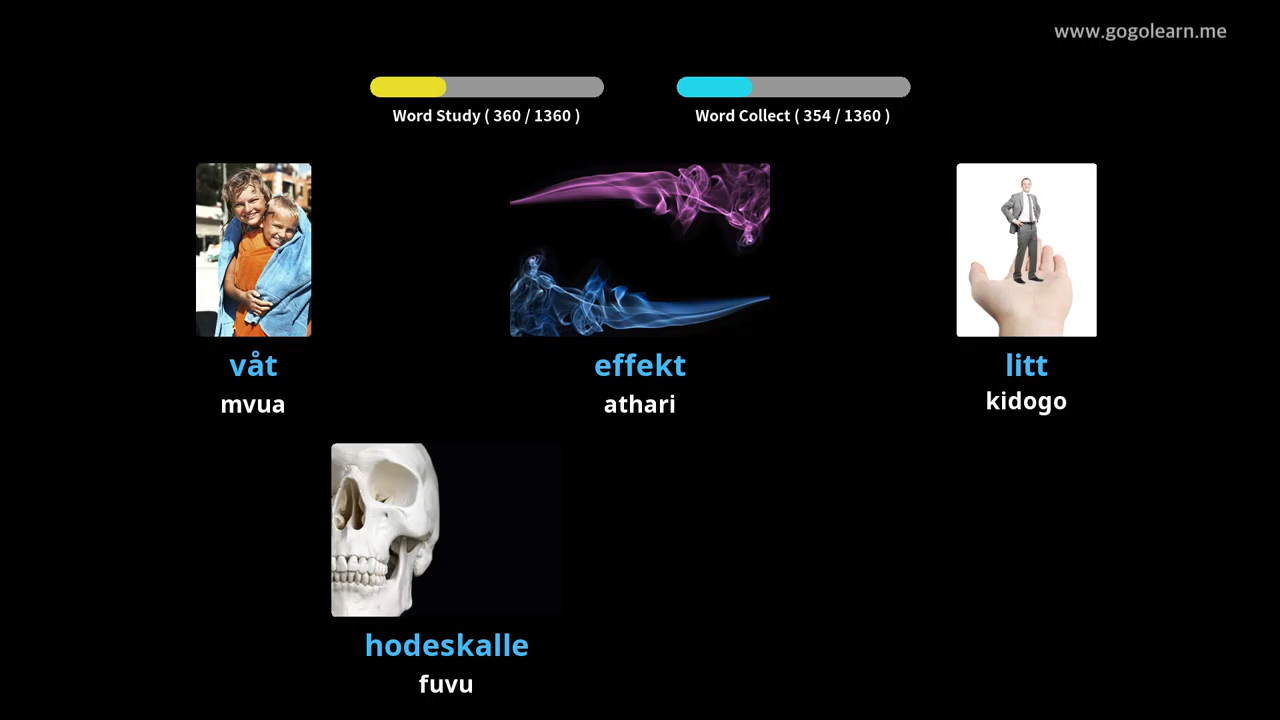 www.gogolearn.me
Word Study ( 360 / 1360 )
Word Collect ( 354 / 1360 )
våt
mvua
effekt
athari
litt
kidogo
hodeskalle
fuvu